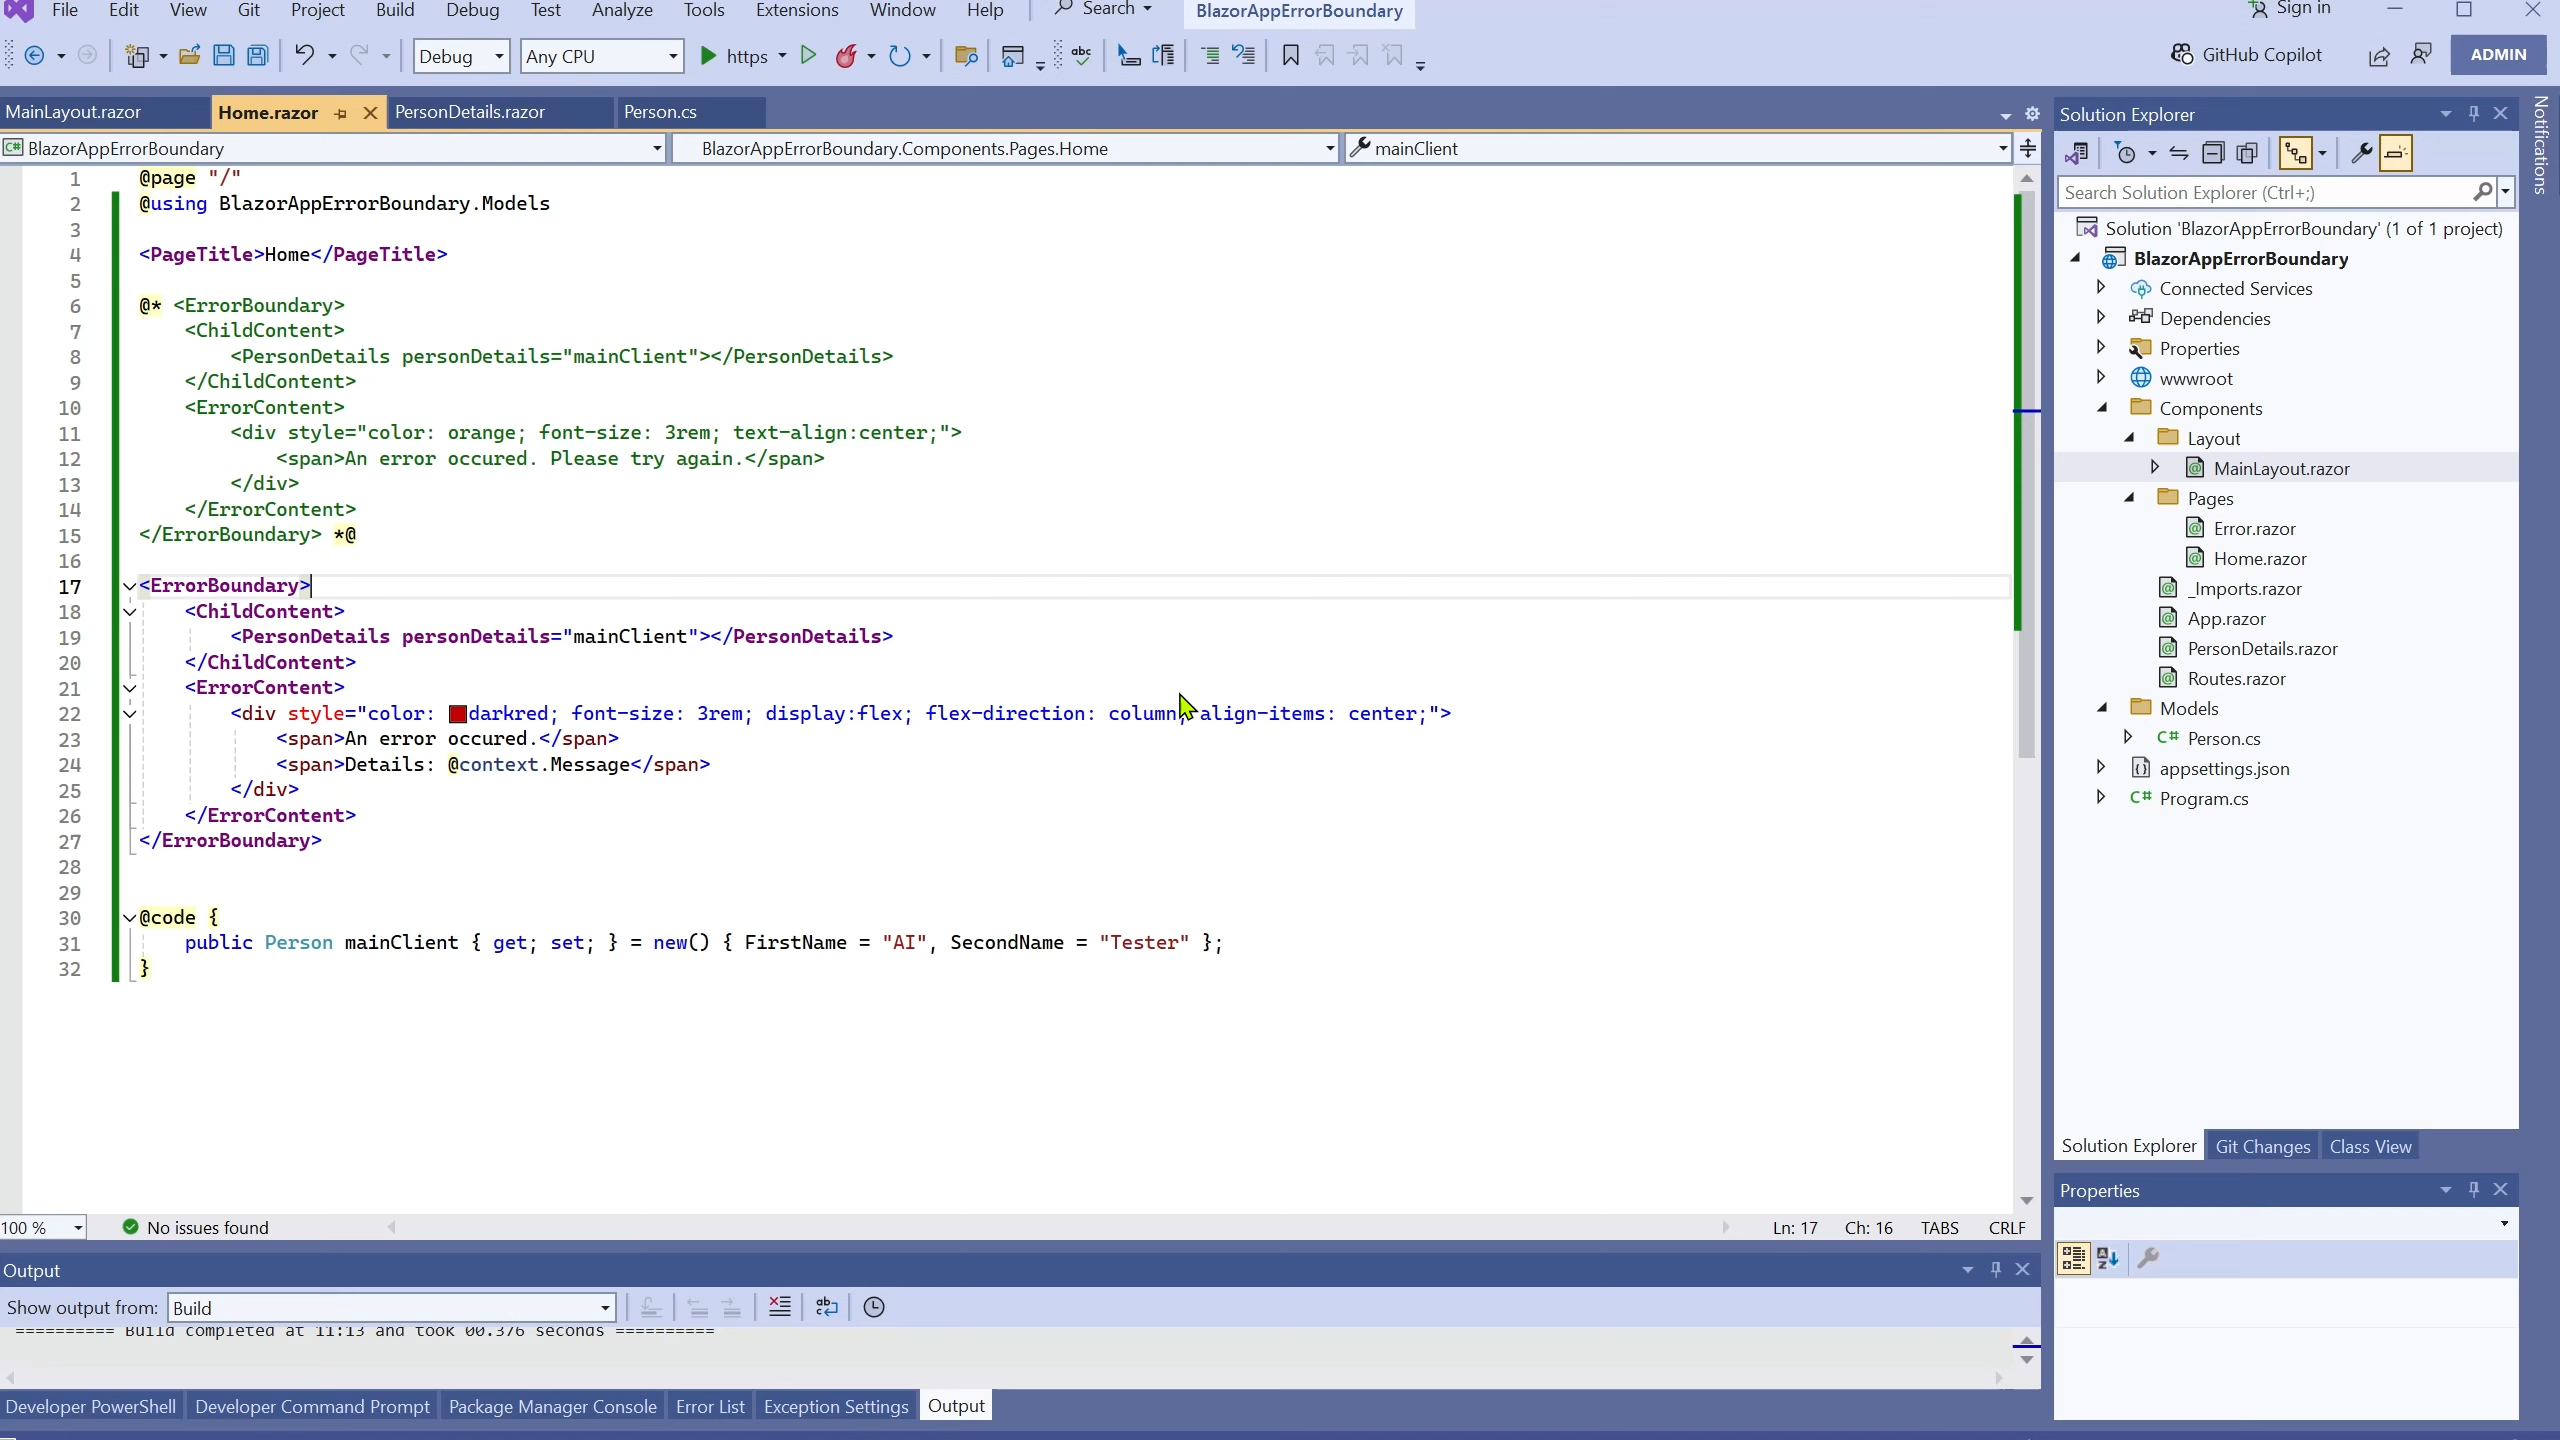 File Edit View Git Project Build Debug Test Analyze Tools Extensions Window Help Search BlazorAppErrorBoundary Sign in
Debug Any CPU https abc GitHub Copilot ADMIN
MainLayout.razor Home.razor PersonDetails.razor Person.cs
BlazorAppErrorBoundary BlazorAppErrorBoundary.Components.Pages.Home mainClient
1 @page "/"
2 @using BlazorAppErrorBoundary.Models
3
4 <PageTitle>Home</PageTitle>
5
6 @* <ErrorBoundary>
7 <ChildContent>
8 <PersonDetails personDetails="mainClient"></PersonDetails>
9 </ChildContent>
10 <ErrorContent>
11 <div style="color: orange; font-size: 3rem; text-align:center;">
12 <span>An error occured. Please try again.</span>
13 </div>
14 </ErrorContent>
15 </ErrorBoundary> *@
16
17 <ErrorBoundary>
18 <ChildContent>
19 <PersonDetails personDetails="mainClient"></PersonDetails>
20 </ChildContent>
21 <ErrorContent>
22 <div style="color: darkred; font-size: 3rem; display:flex; flex-direction: column; align-items: center;">
23 <span>An error occured.</span>
24 <span>Details: @context.Message</span>
25 </div>
26 </ErrorContent>
27 </ErrorBoundary>
28
29
30 @code {
31 public Person mainClient { get; set; } = new() { FirstName = "AI", SecondName = "Tester" };
32 }
100 % No issues found Ln: 17 Ch: 16 TABS CRLF
Output
Show output from: Build
========== Build completed at 11:13 and took 00.376 seconds ==========
Developer PowerShell Developer Command Prompt Package Manager Console Error List Exception Settings Output
Solution Explorer
Search Solution Explorer (Ctrl+;)
Solution 'BlazorAppErrorBoundary' (1 of 1 project)
BlazorAppErrorBoundary
Connected Services
Dependencies
Properties
wwwroot
Components
Layout
MainLayout.razor
Pages
Error.razor
Home.razor
_Imports.razor
App.razor
PersonDetails.razor
Routes.razor
Models
C# Person.cs
appsettings.json
C# Program.cs
Solution Explorer Git Changes Class View
Properties
Notifications